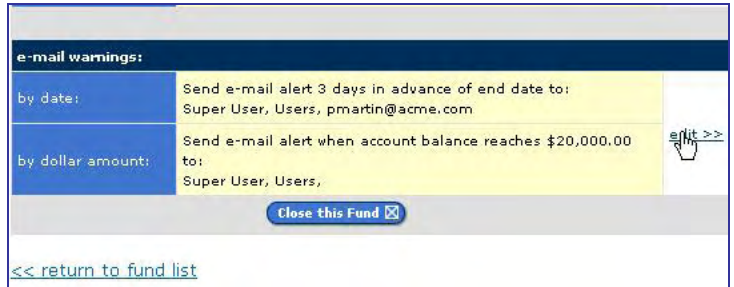 e-mail warnings:
by date:
Send e-mail alert 3 days in advance of end date to:
Super User, Users, pmartin@acme.com
by dollar amount:
Send e-mail alert when account balance reaches $20,000.00
to:
Super User, Users,
edit >>
Close this Fund
<< return to fund list